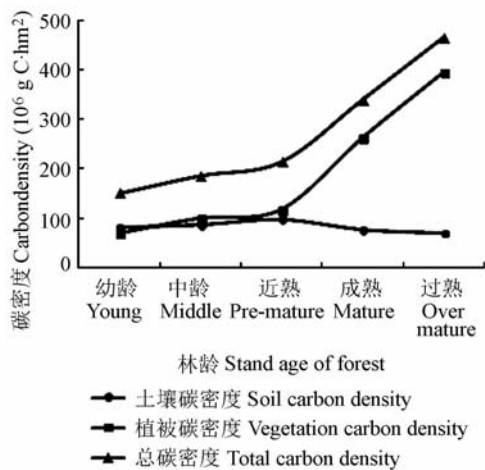 碳密度 Carbondensity (10⁶ g C·hm²)
500
400
300
200
100
0
幼龄 中龄 近熟 成熟 过熟
Young Middle Pre-mature Mature Over
mature
林龄 Stand age of forest
土壤碳密度 Soil carbon density
植被碳密度 Vegetation carbon density
总碳密度 Total carbon density